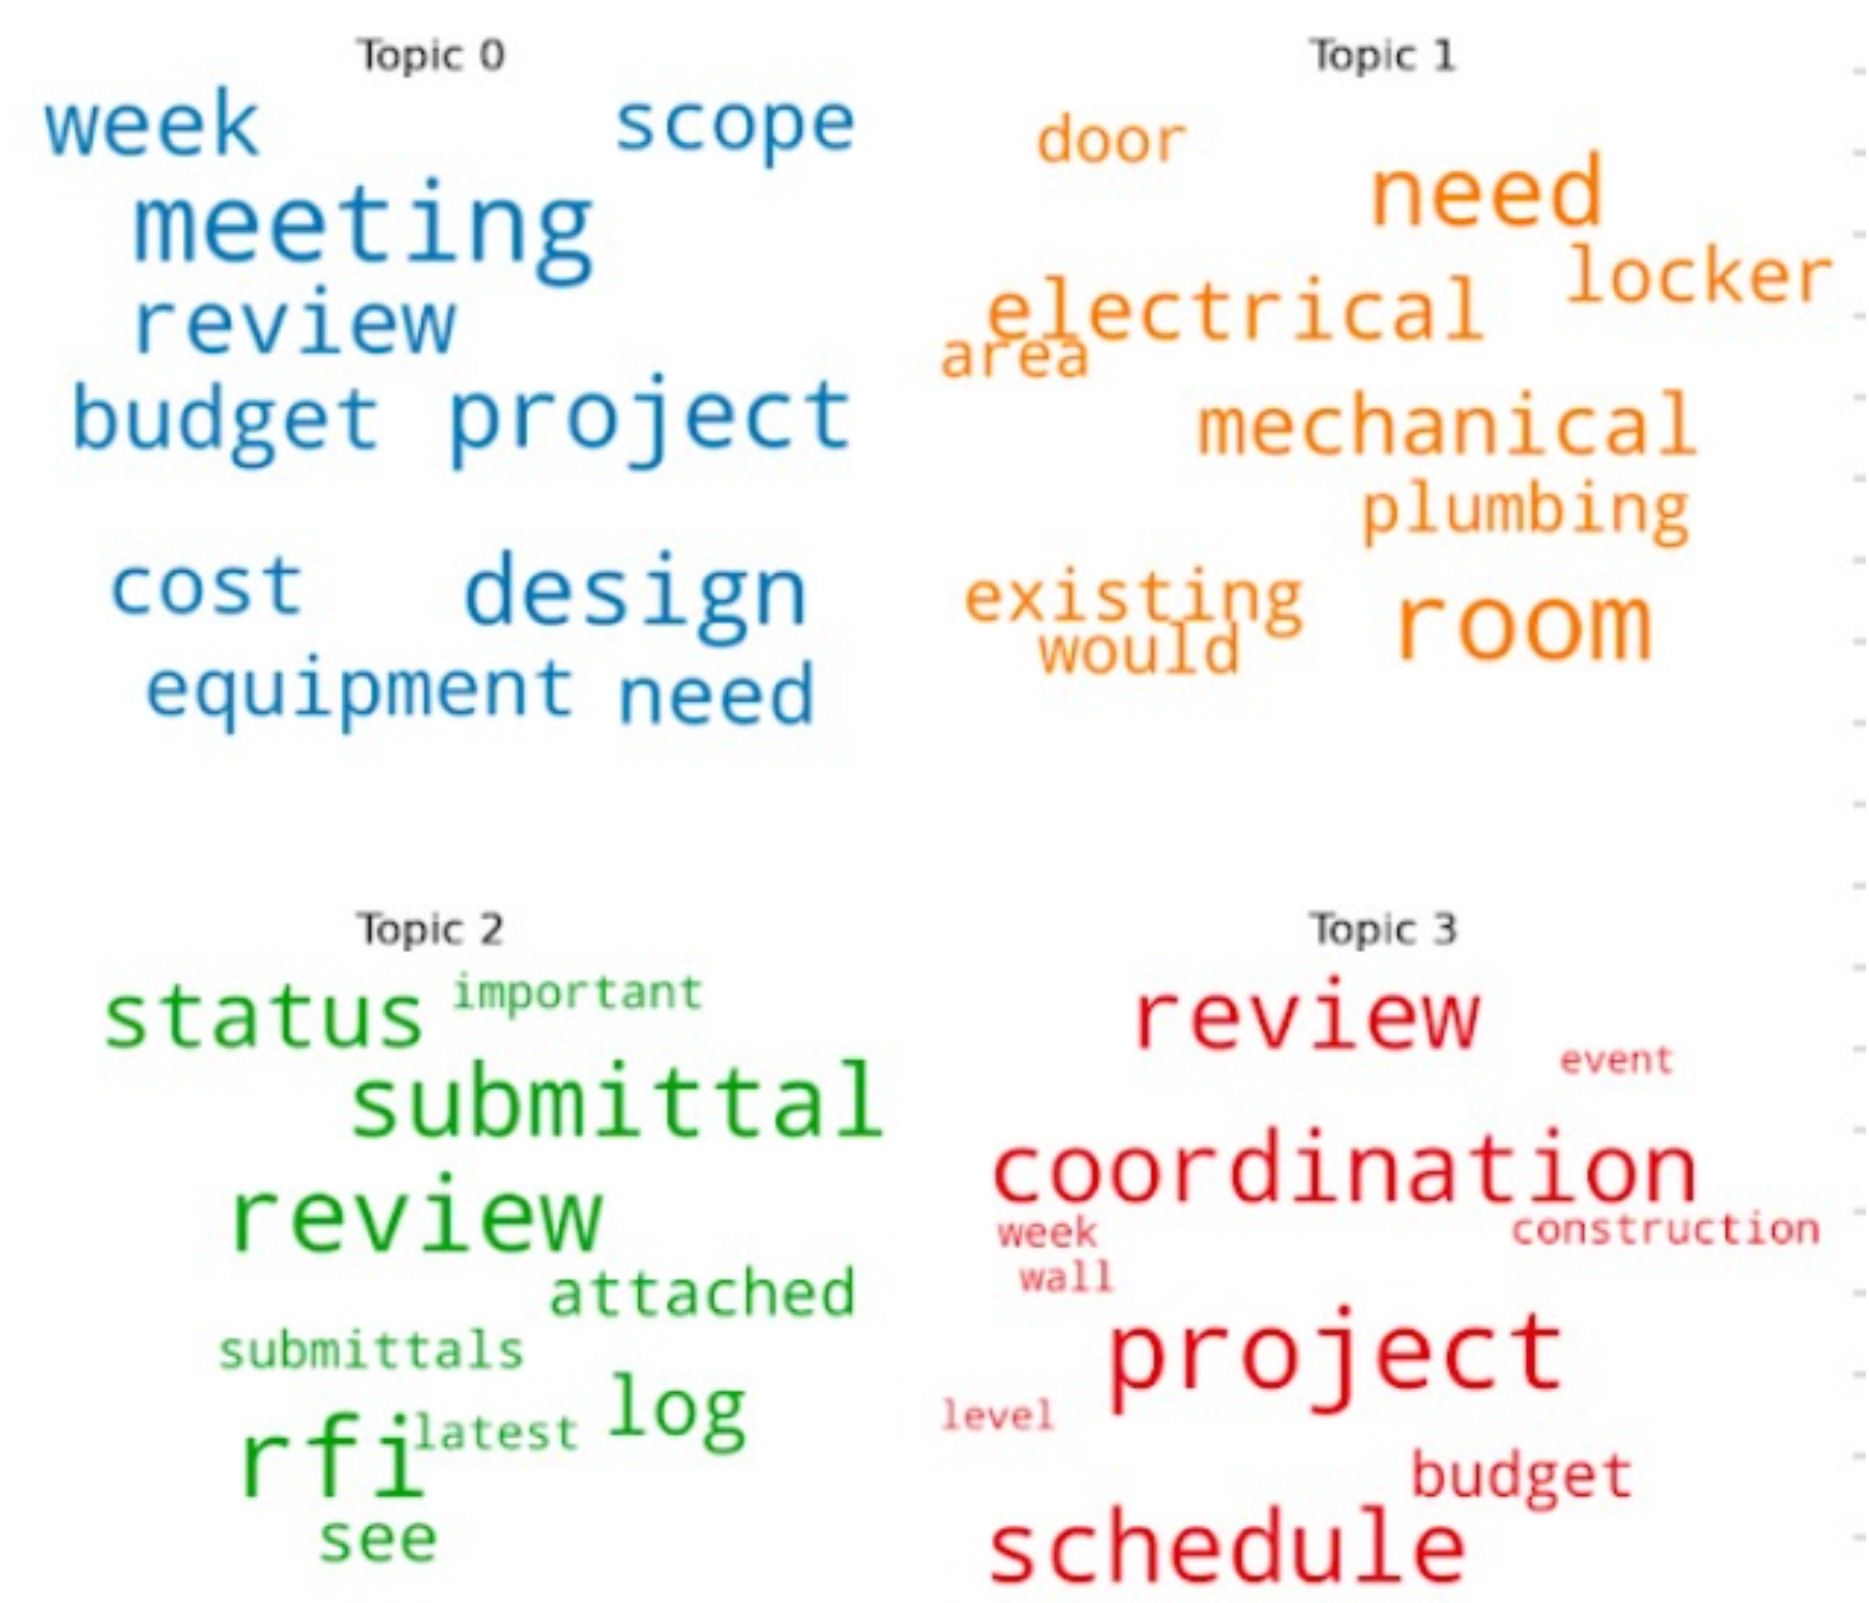 Topic 0
week scope
meeting
review
budget project
cost design
equipment need
Topic 1
door
need
locker
electrical
area
mechanical
plumbing
existing
room
would
Topic 2
status important
submittal
review
attached
submittals
log
rfi latest
see
Topic 3
review
event
coordination
week construction
wall
project
level
budget
schedule